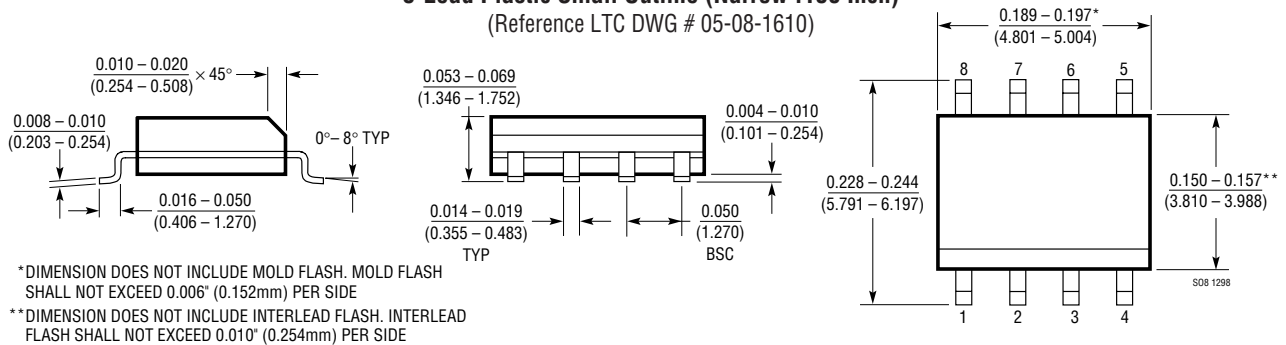 (Reference LTC DWG # 05-08-1610)
0.010 – 0.020
(0.254 – 0.508)
× 45°
0.008 – 0.010
(0.203 – 0.254)
0°– 8° TYP
0.016 – 0.050
(0.406 – 1.270)
0.053 – 0.069
(1.346 – 1.752)
0.004 – 0.010
(0.101 – 0.254)
0.014 – 0.019
(0.355 – 0.483)
TYP
0.050
(1.270)
BSC
0.189 – 0.197*
(4.801 – 5.004)
8 7 6 5
0.228 – 0.244
(5.791 – 6.197)
0.150 – 0.157**
(3.810 – 3.988)
1 2 3 4
SO8 1298
*DIMENSION DOES NOT INCLUDE MOLD FLASH. MOLD FLASH
SHALL NOT EXCEED 0.006" (0.152mm) PER SIDE
**DIMENSION DOES NOT INCLUDE INTERLEAD FLASH. INTERLEAD
FLASH SHALL NOT EXCEED 0.010" (0.254mm) PER SIDE